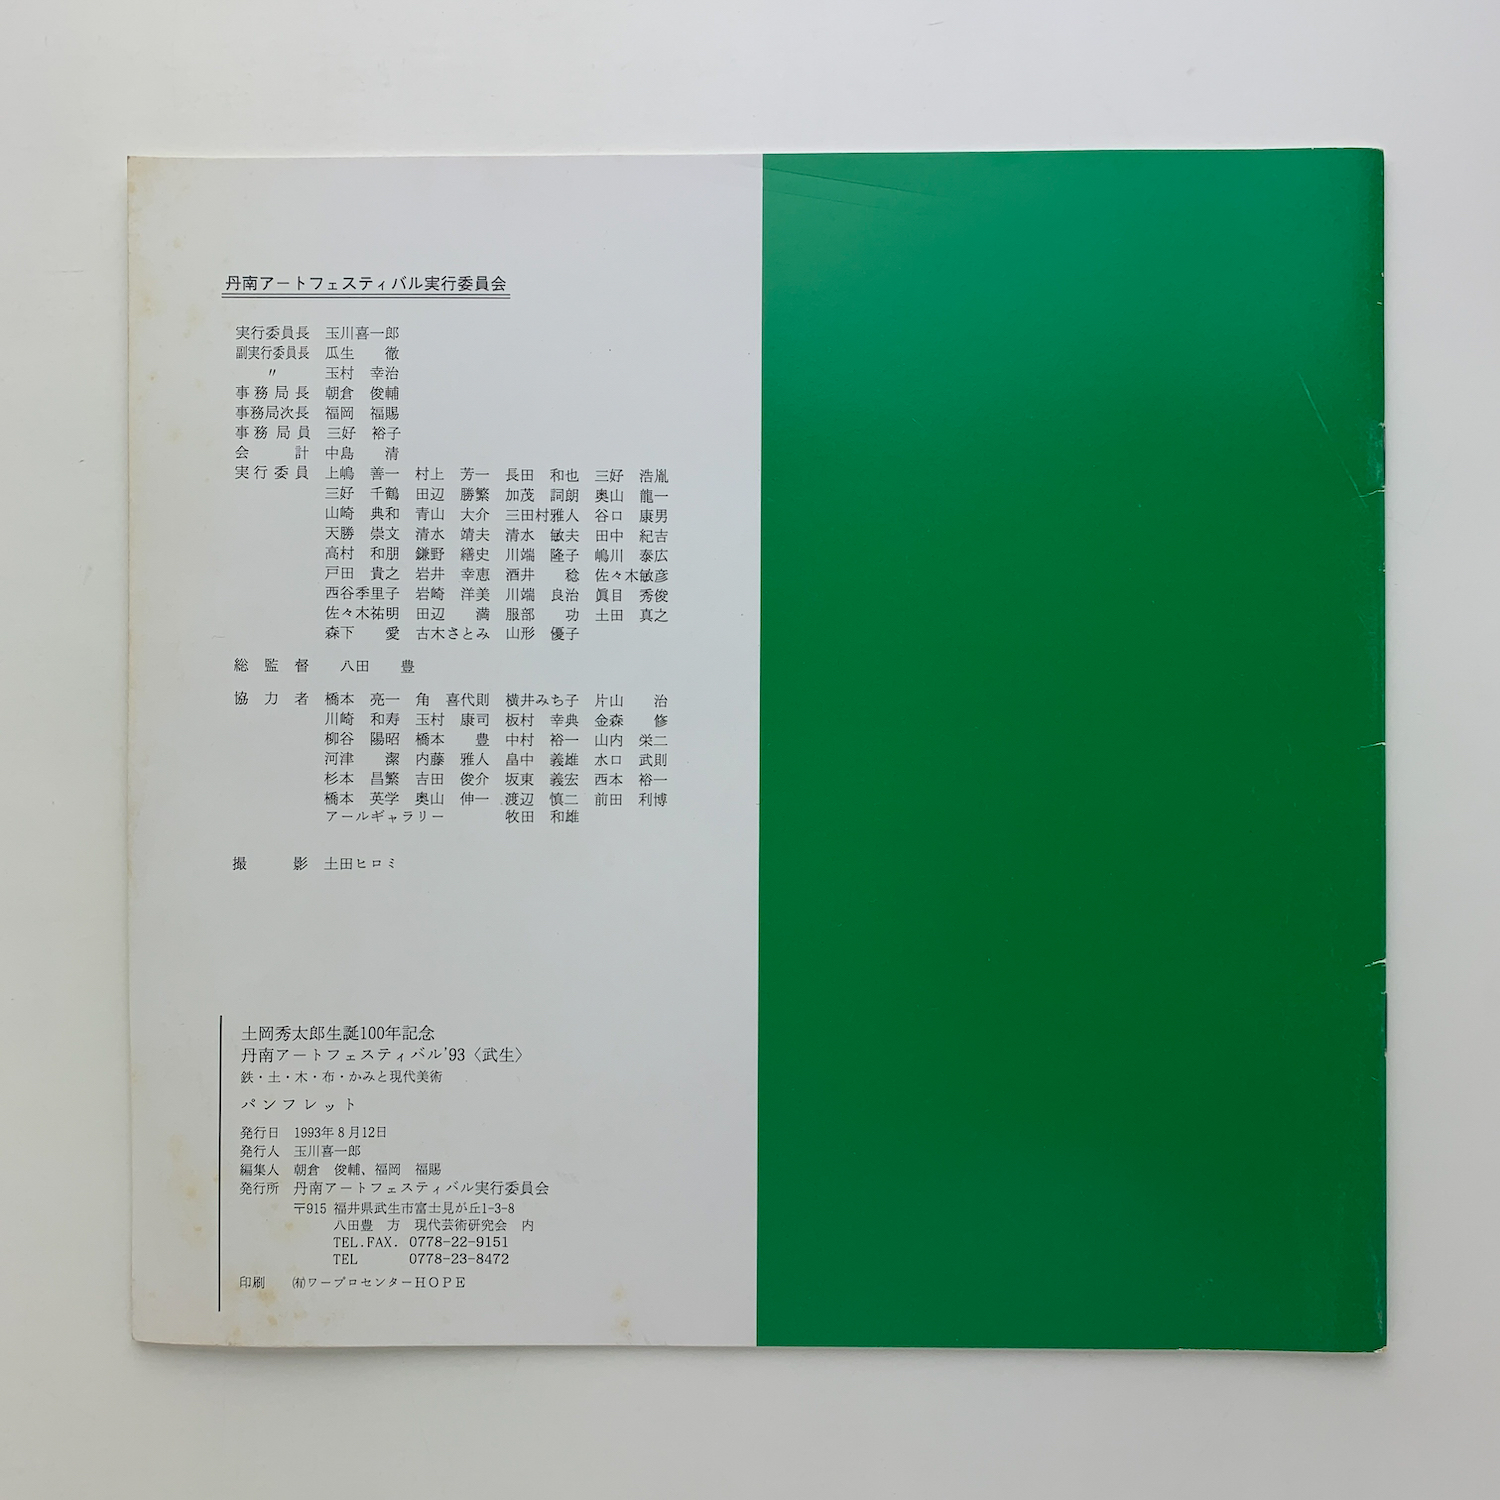 丹南アートフェスティバル実行委員会
実行委員長 玉川喜一郎
副実行委員長 瓜生 徹
〃 玉村 幸治
事務局長 朝倉 俊輔
事務局次長 福岡 福賜
事務局員 三好 裕子
会計 中島 清
実行委員 上嶋 善一 村上 芳一 長田 和也 三好 浩胤
三好 千鶴 田辺 勝繁 加茂 詞朗 奥山 龍一
山崎 典和 青山 大介 三田村雅人 谷口 康男
天勝 崇文 清水 靖夫 清水 敏夫 田中 紀吉
高村 和朋 鎌野 繕史 川端 隆子 嶋川 泰広
戸田 貴之 岩井 幸恵 酒井 稔 佐々木敏彦
西谷季里子 岩崎 洋美 川端 良治 眞目 秀俊
佐々木祐明 田辺 満 服部 功 土田 真之
森下 愛 古木さとみ 山形 優子
総監督 八田 豊
協力者 橋本 亮一 角 喜代則 横井みち子 片山 治
川崎 和寿 玉村 康司 板村 幸典 金森 修
柳谷 陽昭 橋本 豊 中村 裕一 山内 栄二
河津 潔 内藤 雅人 畠中 義雄 水口 武則
杉本 昌繁 吉田 俊介 坂東 義宏 西本 裕一
橋本 英学 奥山 伸一 渡辺 慎二 前田 利博
アールギャラリー 牧田 和雄
撮影 土田ヒロミ
土岡秀太郎生誕100年記念
丹南アートフェスティバル'93〈武生〉
鉄・土・木・布・かみと現代美術
パンフレット
発行日 1993年8月12日
発行人 玉川喜一郎
編集人 朝倉 俊輔、福岡 福賜
発行所 丹南アートフェスティバル実行委員会
〒915 福井県武生市富士見が丘1-3-8
八田豊 方 現代芸術研究会 内
TEL.FAX. 0778-22-9151
TEL 0778-23-8472
印刷 ㈲ワープロセンターHOPE